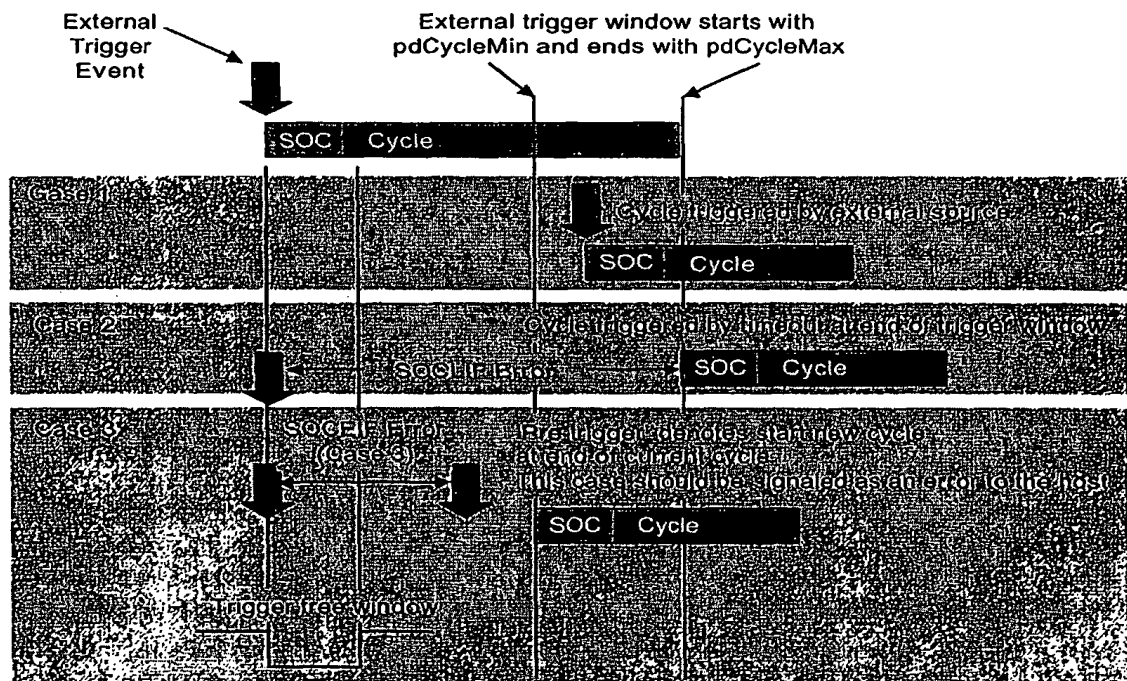 External
Trigger
Event
External trigger window starts with
pdCycleMin and ends with pdCycleMax
SOC Cycle
Case 1
Cycle triggered by external source
SOC Cycle
Case 2
Cycle triggered by timeout at end of trigger window
Error
SOC Cycle
Case 3
Error
(Case 3)
Pre-trigger, denotes start new cycle
at end of current cycle
This case should be signaled as an error to the host
SOC Cycle
Trigger free window